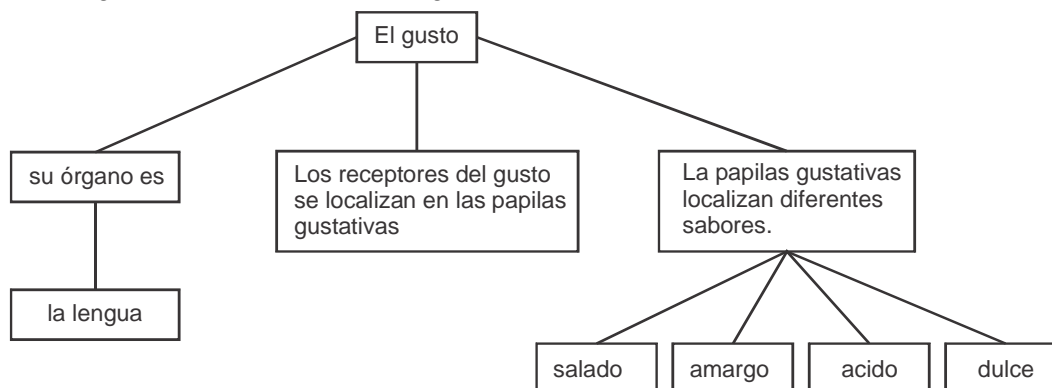 El gusto
su órgano es
Los receptores del gusto
se localizan en las papilas
gustativas
La papilas gustativas
localizan diferentes
sabores.
la lengua
salado
amargo
acido
dulce